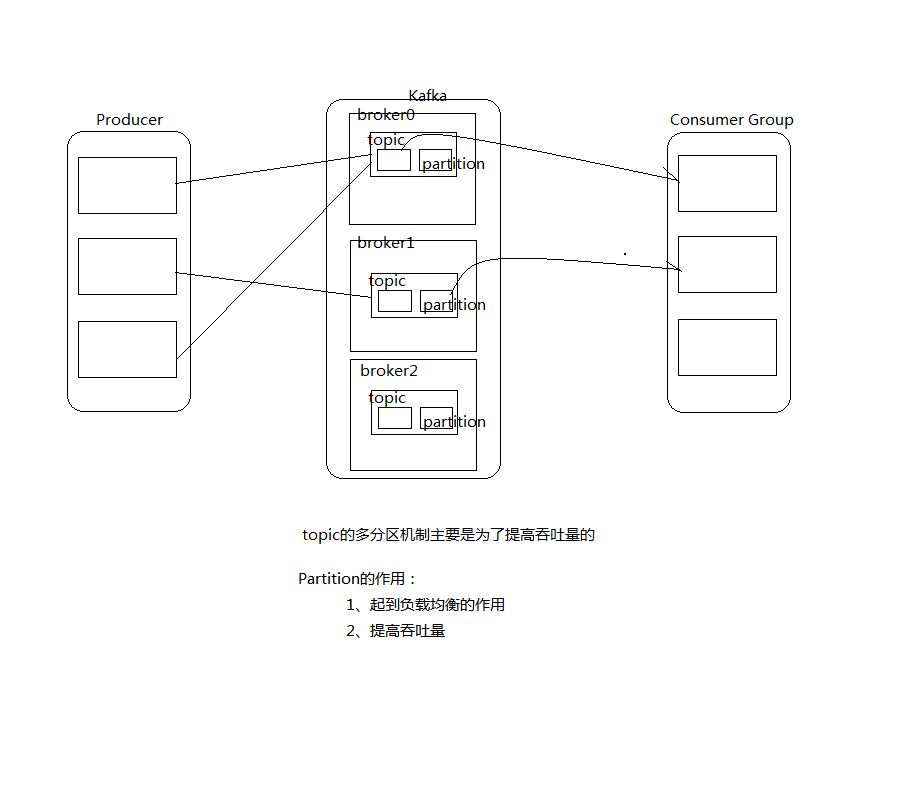 Kafka
Producer
Consumer Group
broker0
topic
partition
broker1
topic
partition
broker2
topic
partition
topic的多分区机制主要是为了提高吞吐量的
Partition的作用：
1、起到负载均衡的作用
2、提高吞吐量